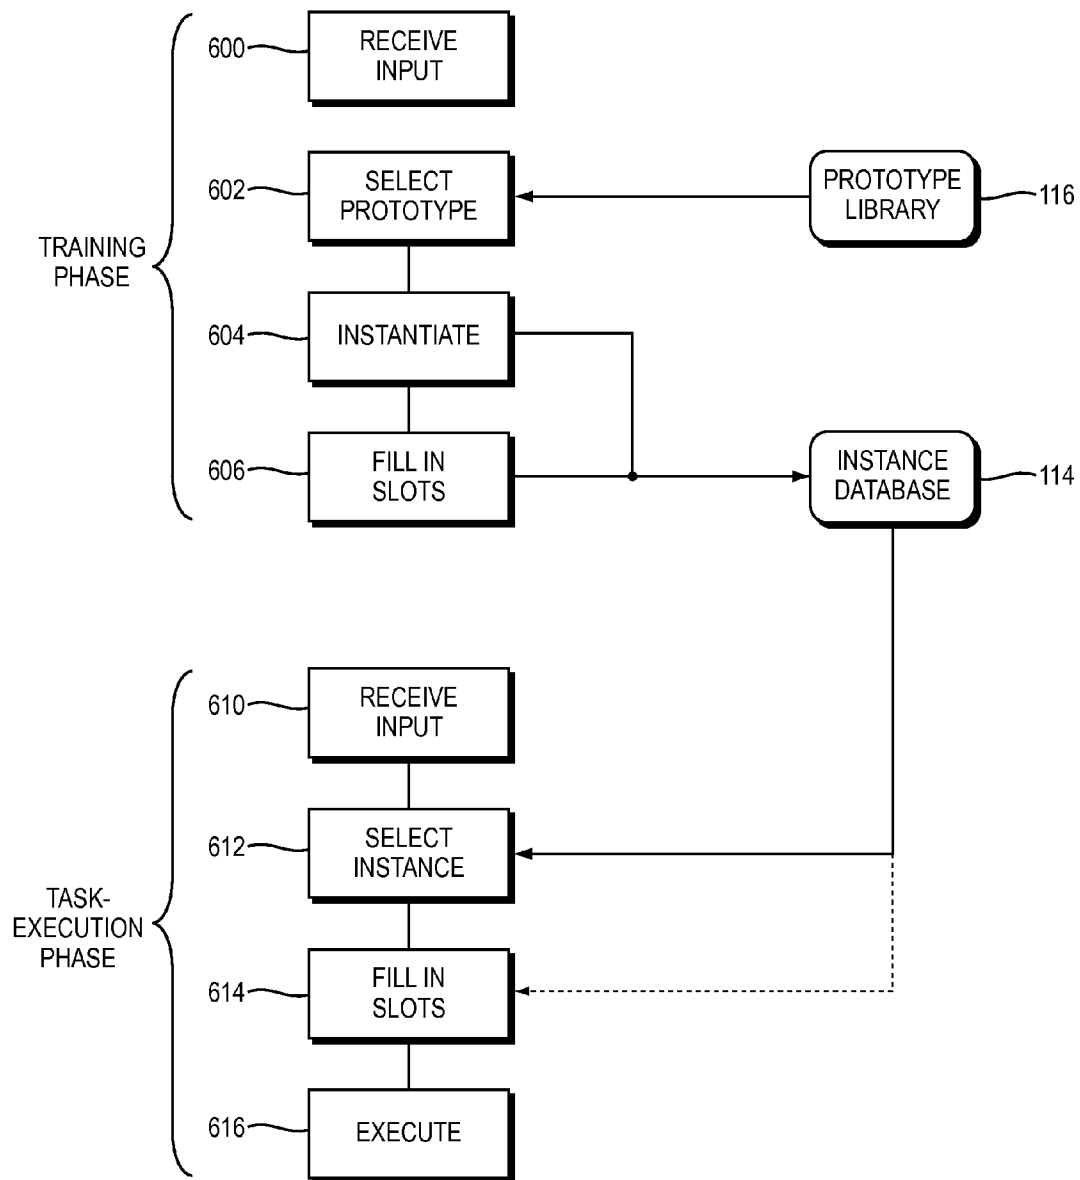 600
RECEIVE
INPUT
602
SELECT
PROTOTYPE
PROTOTYPE
LIBRARY
116
TRAINING
PHASE
604
INSTANTIATE
606
FILL IN
SLOTS
INSTANCE
DATABASE
114
610
RECEIVE
INPUT
612
SELECT
INSTANCE
TASK-
EXECUTION
PHASE
614
FILL IN
SLOTS
616
EXECUTE